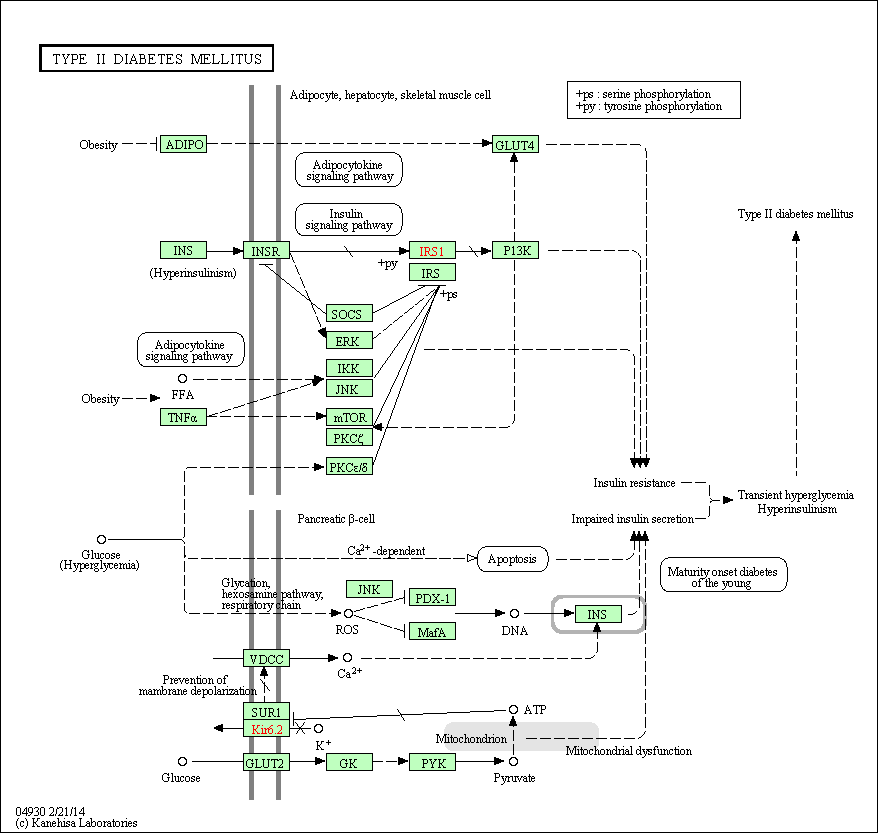 TYPE II DIABETES MELLITUS
Adipocyte, hepatocyte, skeletal muscle cell
+ps : serine phosphorylation
+py : tyrosine phosphorylation
Obesity
ADIPO
GLUT4
Adipocytokine
signaling pathway
Insulin
signaling pathway
Type II diabetes mellitus
INS
INSR
IRS1
P13K
(Hyperinsulinism)
+py
IRS
+ps
SOCS
ERK
Adipocytokine
signaling pathway
IKK
FFA
JNK
Obesity
TNFα
mTOR
PKCζ
PKCε/δ
Insulin resistance
Transient hyperglycemia
Hyperinsulinism
Impaired insulin secretion
Pancreatic β-cell
Glucose
(Hyperglycemia)
Ca2+ -dependent
Apoptosis
Maturity onset diabetes
of the young
Glycation,
hexosamine pathway,
respiratory chain
JNK
PDX-1
ROS
MafA
DNA
INS
VDCC
Ca2+
Prevention of
membrane depolarization
SUR1
Kir6.2
K+
ATP
Mitochondrion
Mitochondrial dysfunction
Glucose
GLUT2
GK
PYK
Pyruvate
04930 2/21/14
(c) Kanehisa Laboratories